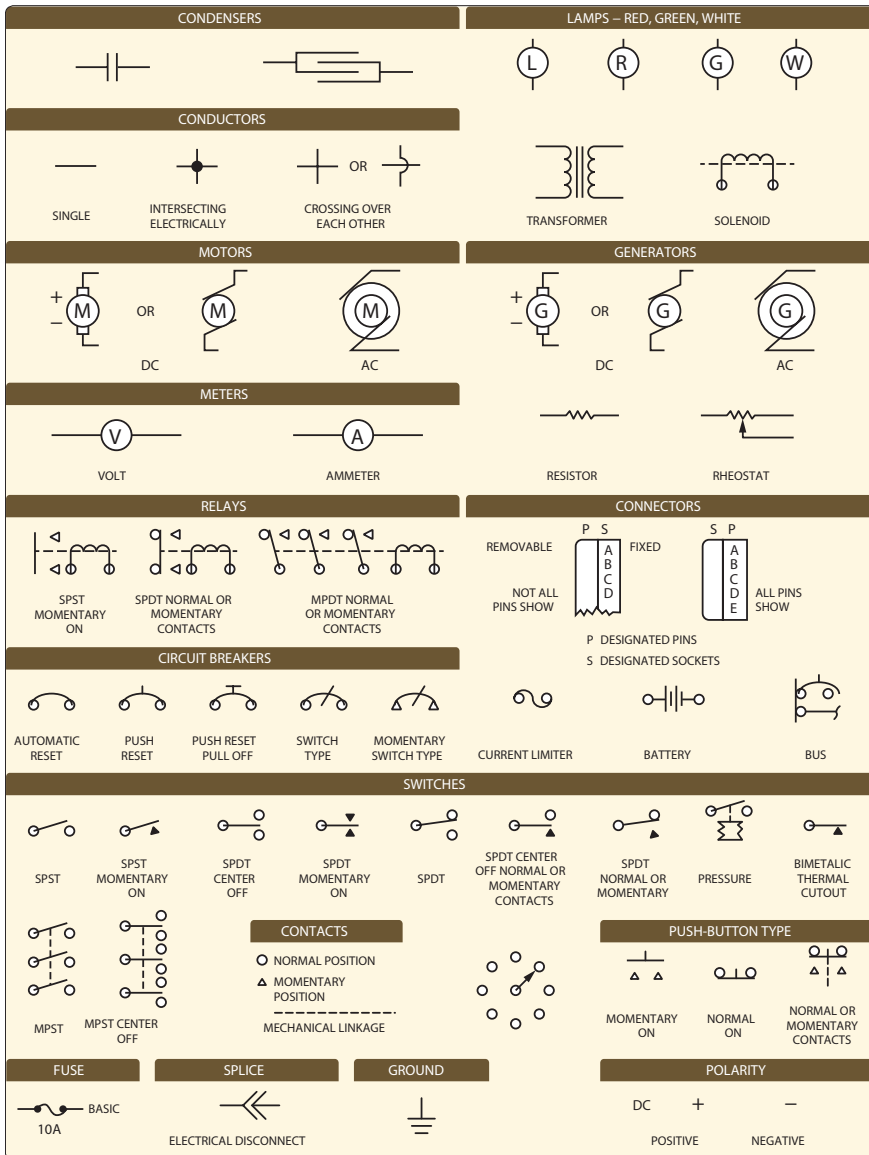 CONDENSERS
LAMPS – RED, GREEN, WHITE
L R G W
CONDUCTORS
OR
SINGLE
INTERSECTING
ELECTRICALLY
CROSSING OVER
EACH OTHER
TRANSFORMER
SOLENOID
MOTORS
+
−
M
OR
M
M
DC
AC
GENERATORS
+
−
G
OR
G
G
DC
AC
METERS
V
A
VOLT
AMMETER
RESISTOR
RHEOSTAT
RELAYS
SPST
MOMENTARY
ON
SPDT NORMAL OR
MOMENTARY
CONTACTS
MPDT NORMAL
OR MOMENTARY
CONTACTS
CONNECTORS
P S
REMOVABLE
A
B
C
D
FIXED
NOT ALL
PINS SHOW
S P
A
B
C
D
E
ALL PINS
SHOW
P DESIGNATED PINS
S DESIGNATED SOCKETS
CIRCUIT BREAKERS
AUTOMATIC
RESET
PUSH
RESET
PUSH RESET
PULL OFF
SWITCH
TYPE
MOMENTARY
SWITCH TYPE
CURRENT LIMITER
BATTERY
BUS
SWITCHES
SPST
SPST
MOMENTARY
ON
SPDT
CENTER
OFF
SPDT
MOMENTARY
ON
SPDT
SPDT CENTER
OFF NORMAL OR
MOMENTARY
CONTACTS
SPDT
NORMAL OR
MOMENTARY
PRESSURE
BIMETALIC
THERMAL
CUTOUT
MPST
MPST CENTER
OFF
CONTACTS
NORMAL POSITION
MOMENTARY
POSITION
MECHANICAL LINKAGE
PUSH-BUTTON TYPE
MOMENTARY
ON
NORMAL
ON
NORMAL OR
MOMENTARY
CONTACTS
FUSE
BASIC
10A
SPLICE
ELECTRICAL DISCONNECT
GROUND
POLARITY
DC + −
POSITIVE NEGATIVE